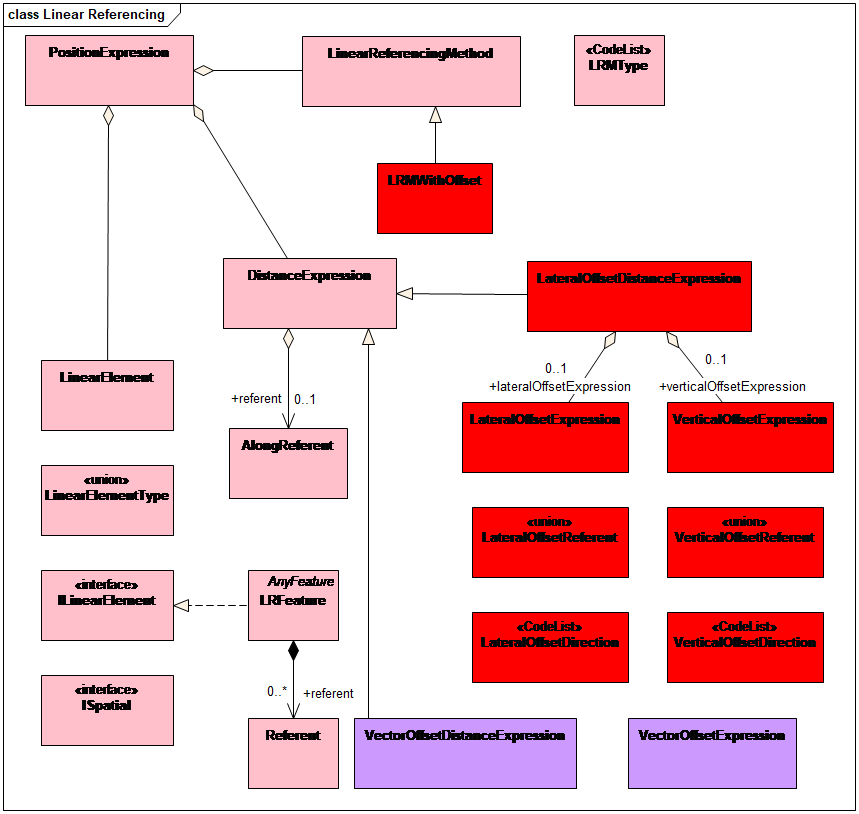 class Linear Referencing
PositionExpression
LinearReferencingMethod
«CodeList»
LRMType
LRMWithOffset
DistanceExpression
LateralOffsetDistanceExpression
0..1
+lateralOffsetExpression
0..1
+verticalOffsetExpression
LinearElement
+referent
0..1
AlongReferent
LateralOffsetExpression
VerticalOffsetExpression
«union»
LinearElementType
«union»
LateralOffsetReferent
«union»
VerticalOffsetReferent
«interface»
ILinearElement
AnyFeature
LRFeature
«CodeList»
LateralOffsetDirection
«CodeList»
VerticalOffsetDirection
«interface»
ISpatial
0..*
+referent
Referent
VectorOffsetDistanceExpression
VectorOffsetExpression